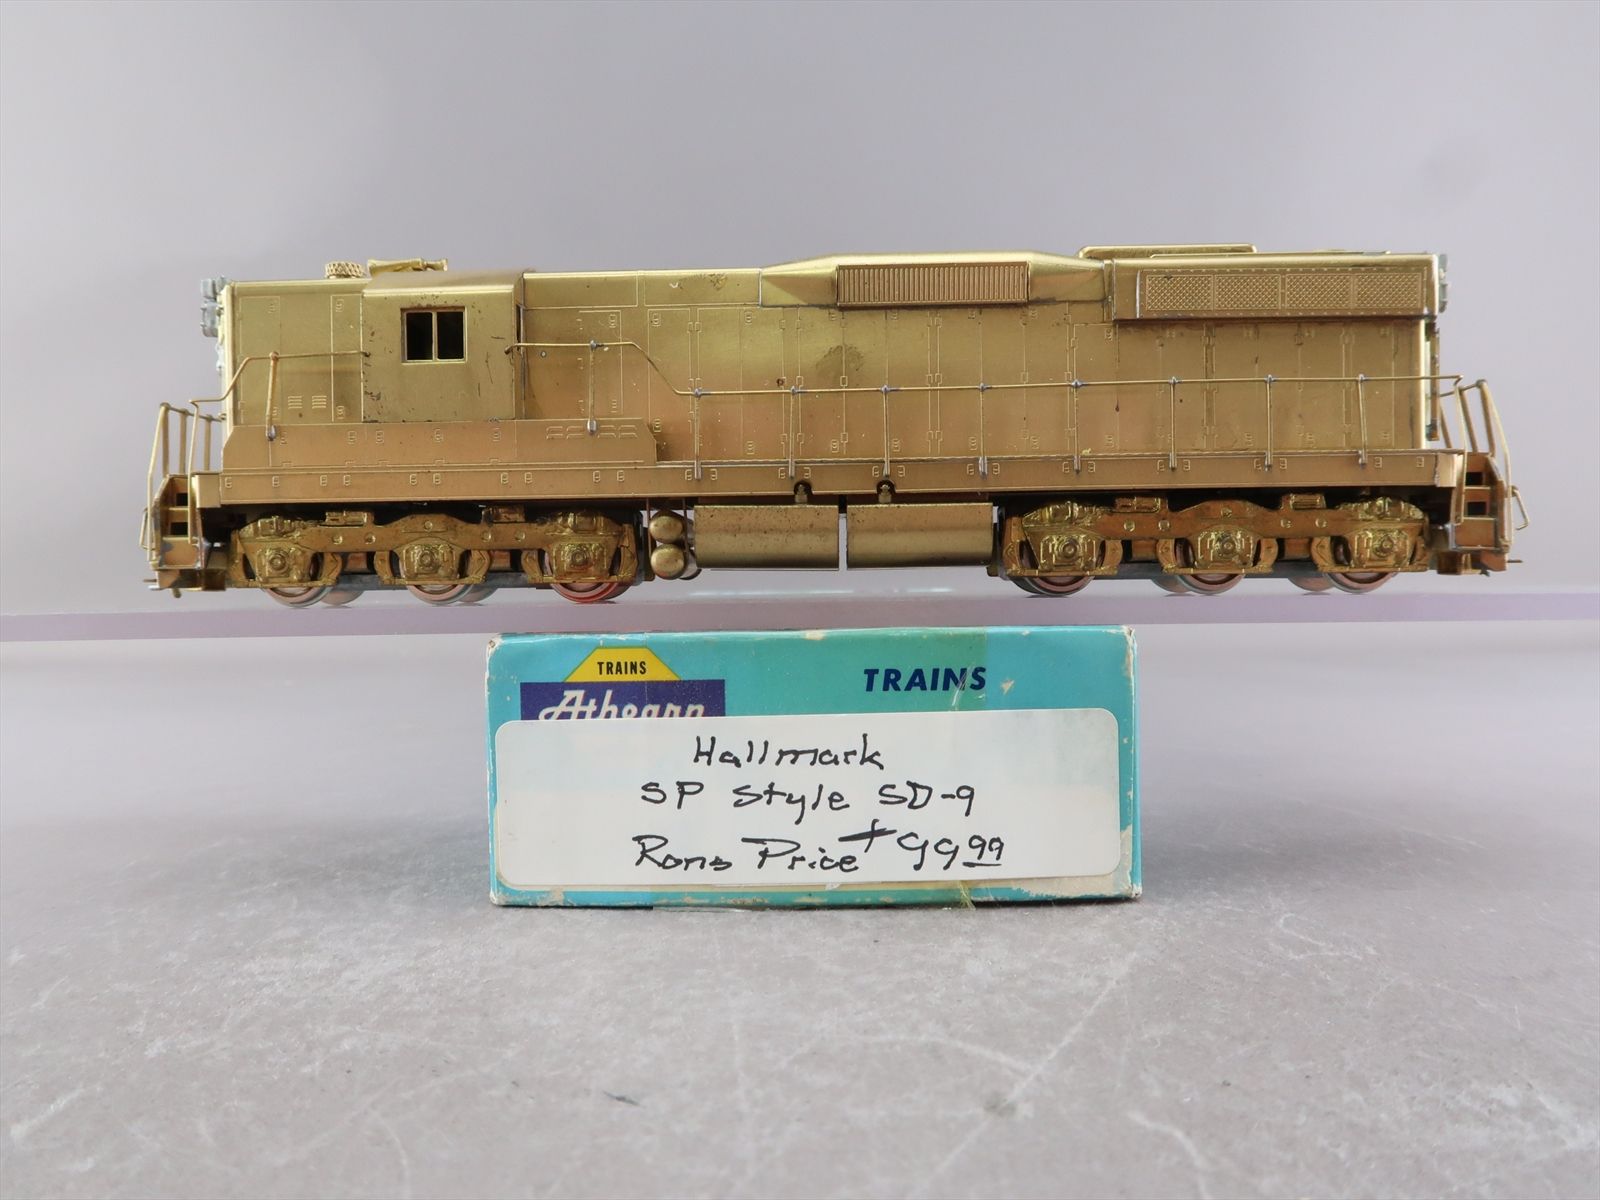 TRAINS
Athearn
TRAINS
Hallmark
SP Style SD-9
Rons Price $99.99